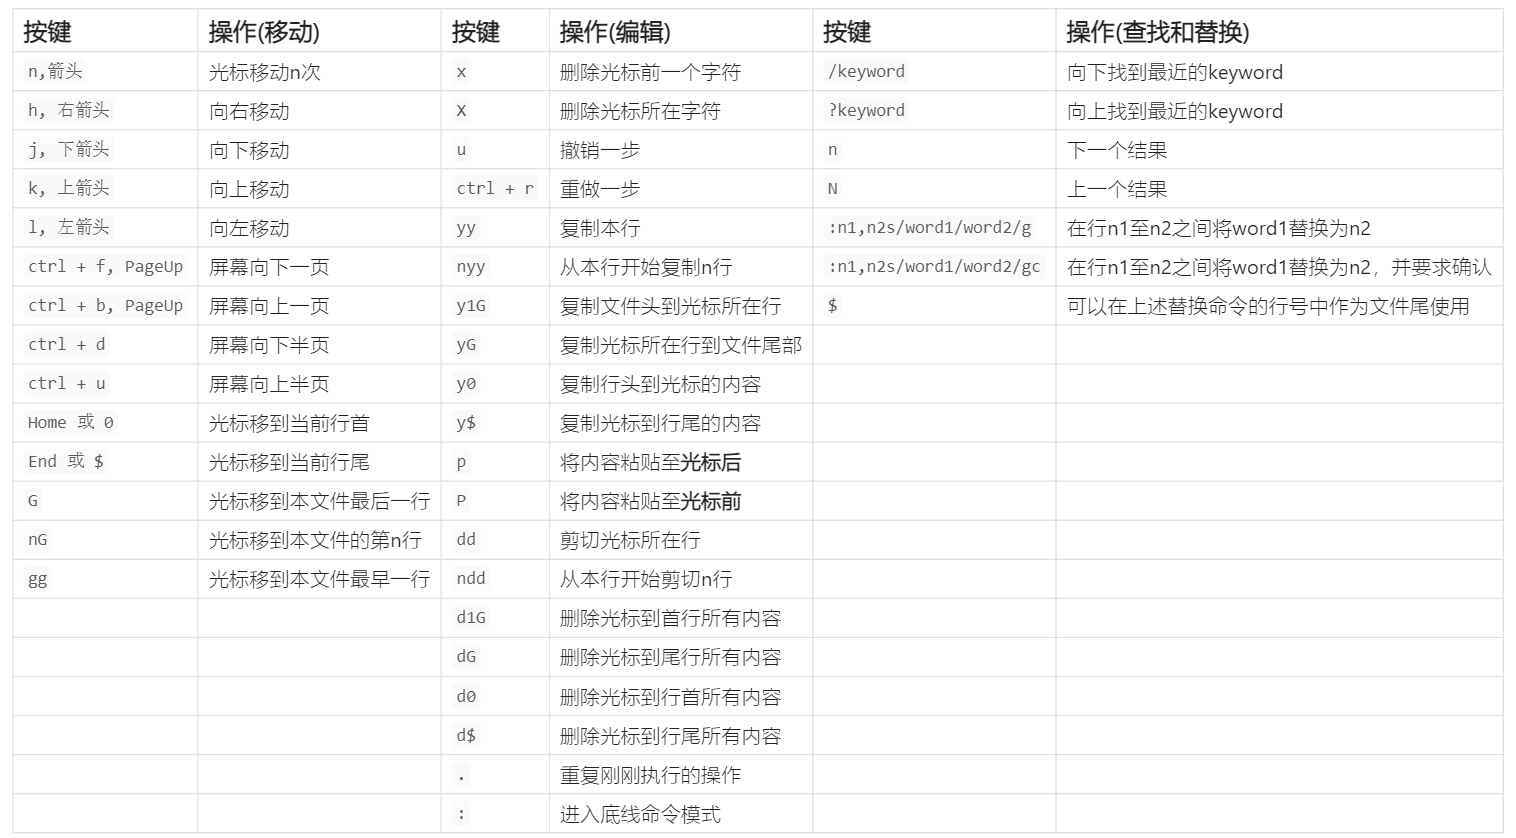 按键 操作(移动) 按键 操作(编辑) 按键 操作(查找和替换)
n,箭头 光标移动n次 x 删除光标前一个字符 /keyword 向下找到最近的keyword
h, 右箭头 向右移动 X 删除光标所在字符 ?keyword 向上找到最近的keyword
j, 下箭头 向下移动 u 撤销一步 n 下一个结果
k, 上箭头 向上移动 ctrl + r 重做一步 N 上一个结果
l, 左箭头 向左移动 yy 复制本行 :n1,n2s/word1/word2/g 在行n1至n2之间将word1替换为n2
ctrl + f, PageUp 屏幕向下一页 nyy 从本行开始复制n行 :n1,n2s/word1/word2/gc 在行n1至n2之间将word1替换为n2，并要求确认
ctrl + b, PageUp 屏幕向上一页 y1G 复制文件头到光标所在行 $ 可以在上述替换命令的行号中作为文件尾使用
ctrl + d 屏幕向下半页 yG 复制光标所在行到文件尾部
ctrl + u 屏幕向上半页 y0 复制行头到光标的内容
Home 或 0 光标移到当前行首 y$ 复制光标到行尾的内容
End 或 $ 光标移到当前行尾 p 将内容粘贴至光标后
G 光标移到本文件最后一行 P 将内容粘贴至光标前
nG 光标移到本文件的第n行 dd 剪切光标所在行
gg 光标移到本文件最早一行 ndd 从本行开始剪切n行
d1G 删除光标到首行所有内容
dG 删除光标到尾行所有内容
d0 删除光标到行首所有内容
d$ 删除光标到行尾所有内容
. 重复刚刚执行的操作
: 进入底线命令模式